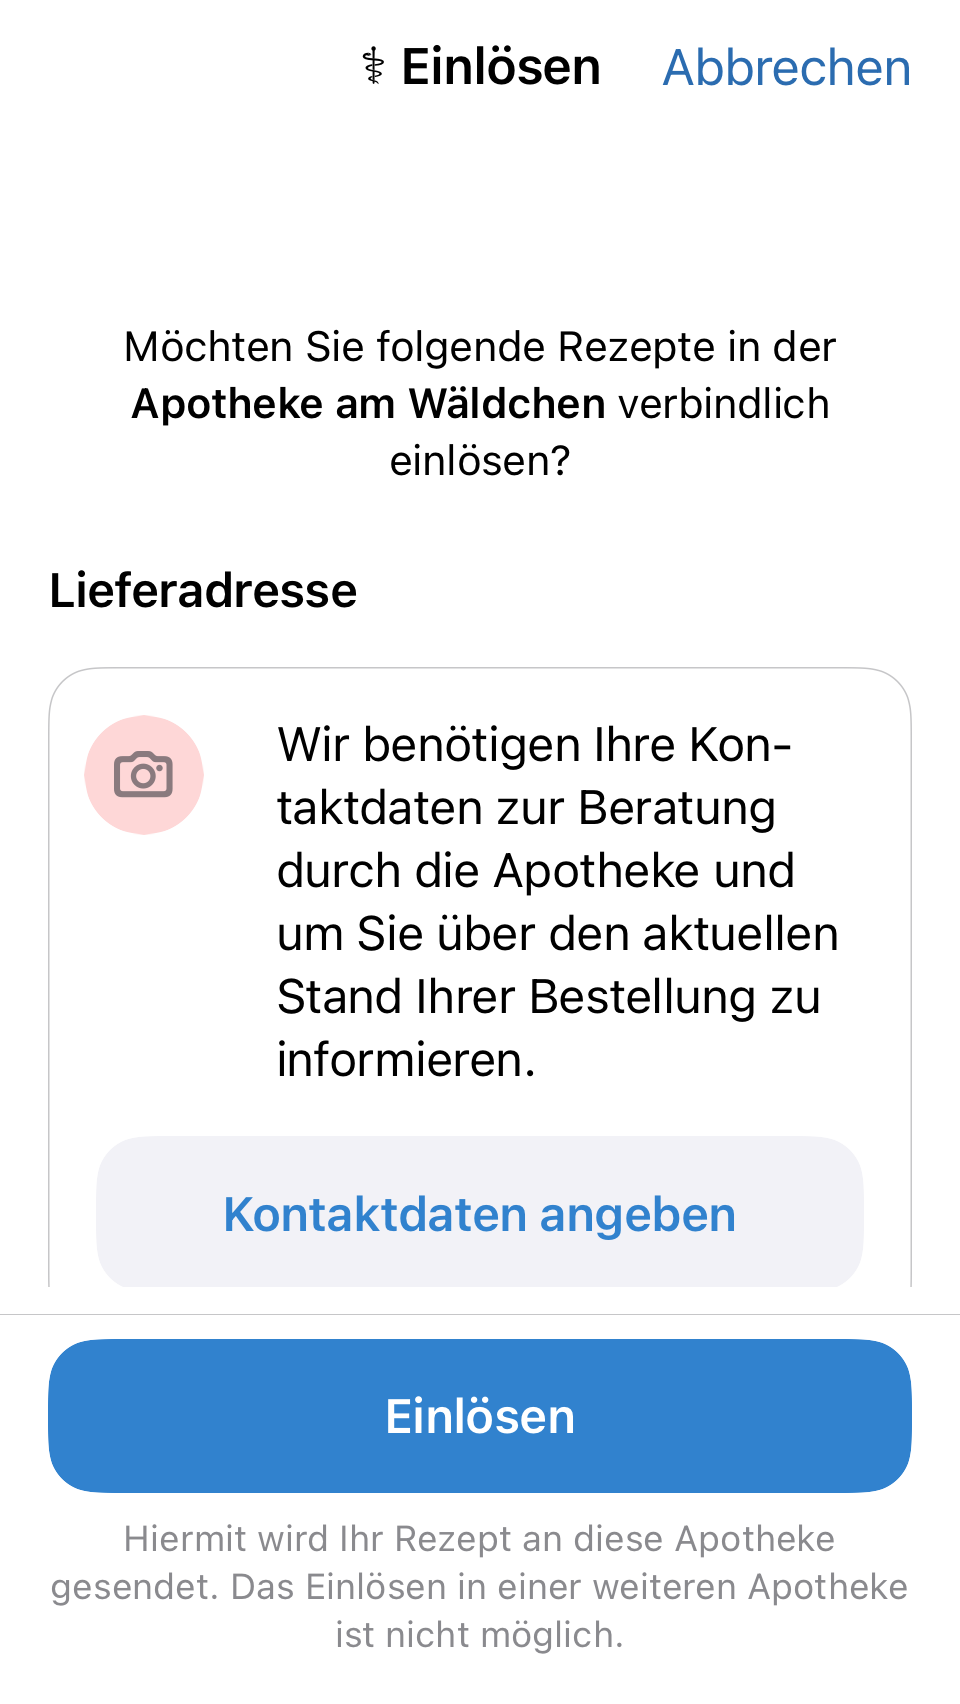 ⚕ Einlösen
Abbrechen
Möchten Sie folgende Rezepte in der
Apotheke am Wäldchen verbindlich
einlösen?
Lieferadresse
Wir benötigen Ihre Kon-
taktdaten zur Beratung
durch die Apotheke und
um Sie über den aktuellen
Stand Ihrer Bestellung zu
informieren.
Kontaktdaten angeben
Einlösen
Hiermit wird Ihr Rezept an diese Apotheke
gesendet. Das Einlösen in einer weiteren Apotheke
ist nicht möglich.